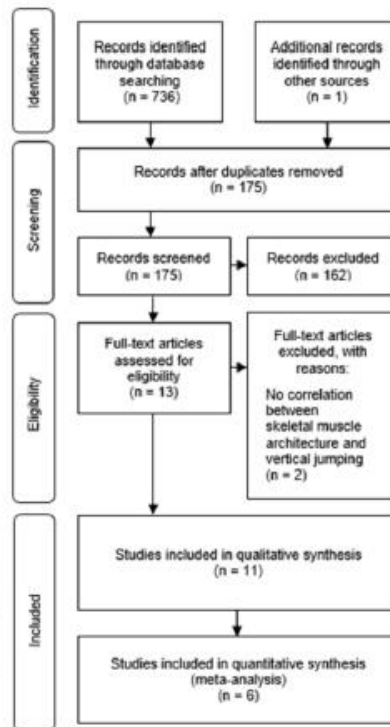 Identification
Records identified
through database
searching
(n = 736)
Additional records
identified through
other sources
(n = 1)
Screening
Records after duplicates removed
(n = 175)
Records screened
(n = 175)
Records excluded
(n = 162)
Eligibility
Full-text articles
assessed for
eligibility
(n = 13)
Full-text articles
excluded, with
reasons:
No correlation
between
skeletal muscle
architecture and
vertical jumping
(n = 2)
Included
Studies included in qualitative synthesis
(n = 11)
Studies included in quantitative synthesis
(meta-analysis)
(n = 6)